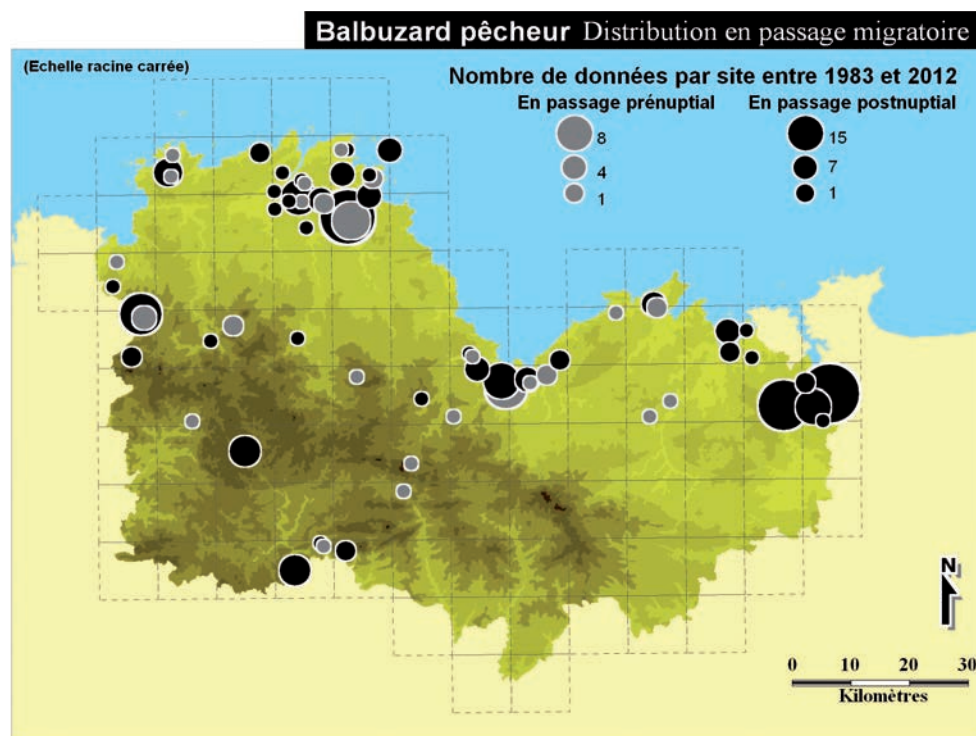 Balbuzard pêcheur Distribution en passage migratoire
(Echelle racine carrée)
Nombre de données par site entre 1983 et 2012
En passage prénuptial En passage postnuptial
8 15
4 7
1 1
N
0 10 20 30
Kilomètres